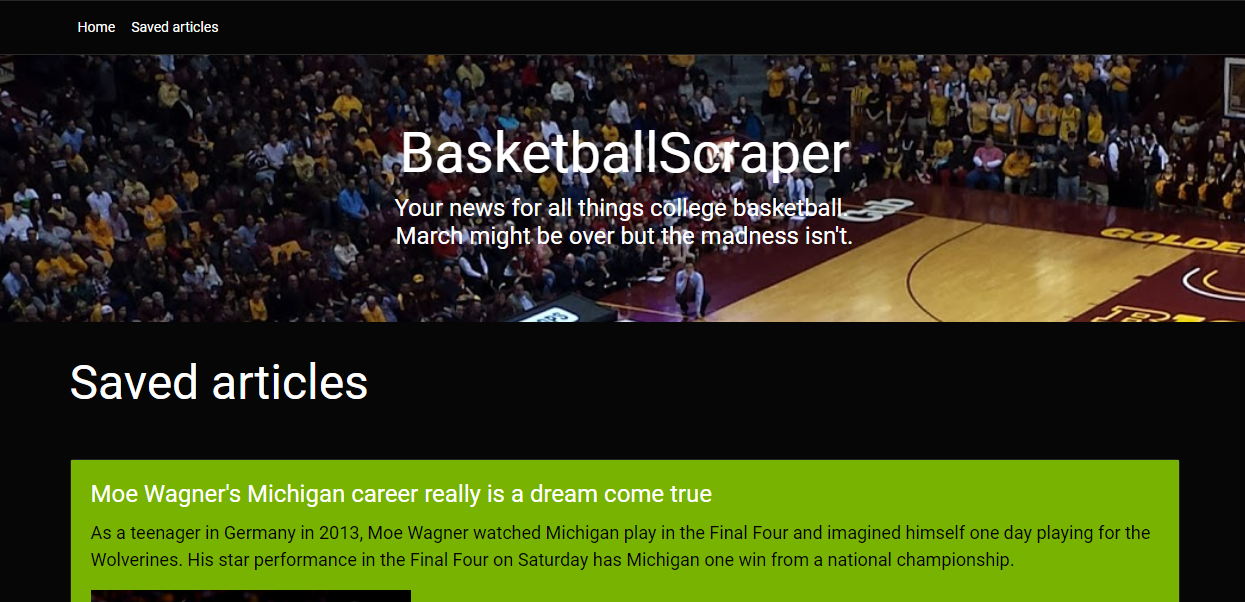 Home Saved articles
BasketballScraper
Your news for all things college basketball.
March might be over but the madness isn't.
Saved articles
Moe Wagner's Michigan career really is a dream come true
As a teenager in Germany in 2013, Moe Wagner watched Michigan play in the Final Four and imagined himself one day playing for the
Wolverines. His star performance in the Final Four on Saturday has Michigan one win from a national championship.